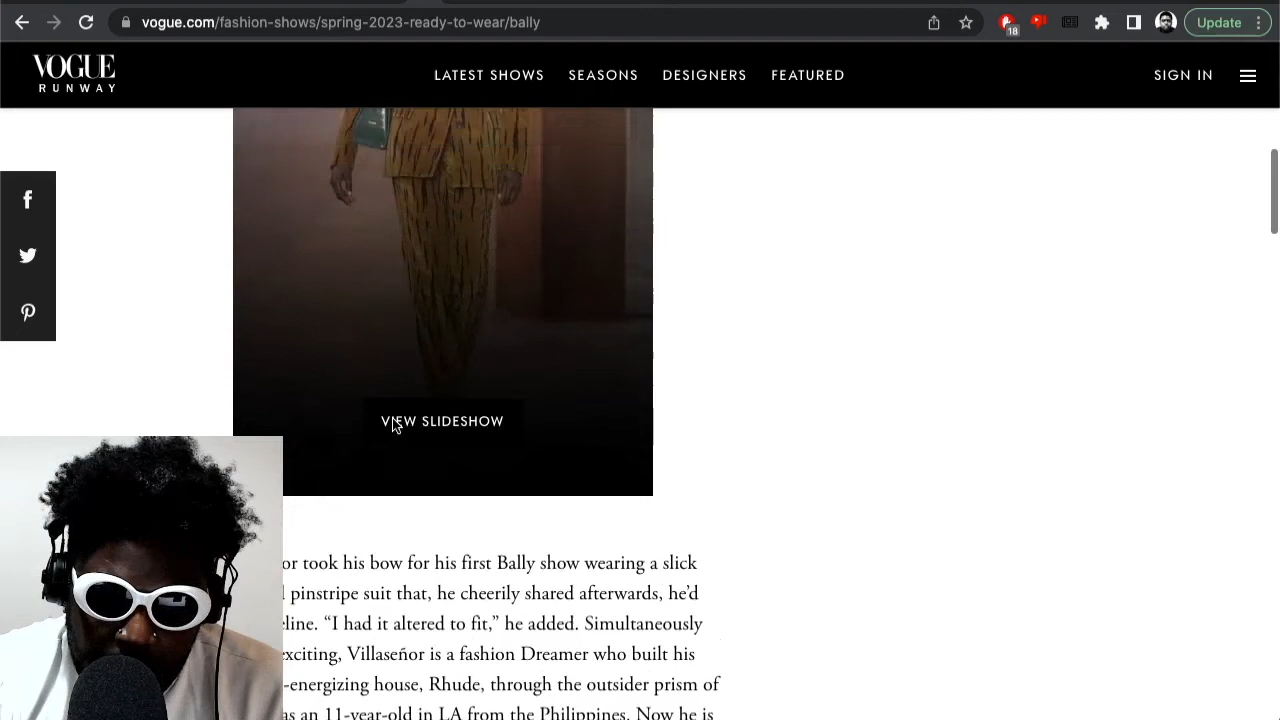 vogue.com/fashion-shows/spring-2023-ready-to-wear/bally
18
Update
VOGUE
RUNWAY
LATEST SHOWS SEASONS DESIGNERS FEATURED
SIGN IN
VIEW SLIDESHOW
or took his bow for his first Bally show wearing a slick
pinstripe suit that, he cheerily shared afterwards, he’d
eline. “I had it altered to fit,” he added. Simultaneously
exciting, Villaseñor is a fashion Dreamer who built his
-energizing house, Rhude, through the outsider prism of
as an 11-year-old in LA from the Philippines. Now he is